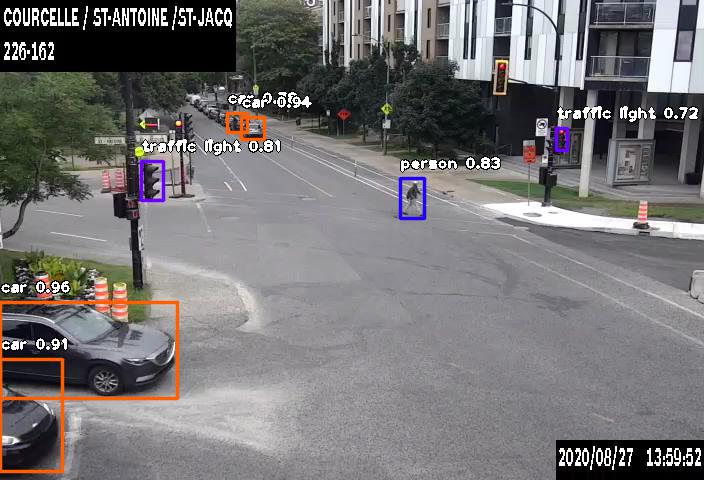 COURCELLE / ST-ANTOINE /ST-JACQ
226-162
car 0.94
traffic light 0.72
traffic light 0.81
person 0.83
car 0.96
car 0.91
2020/08/27 13:59:52